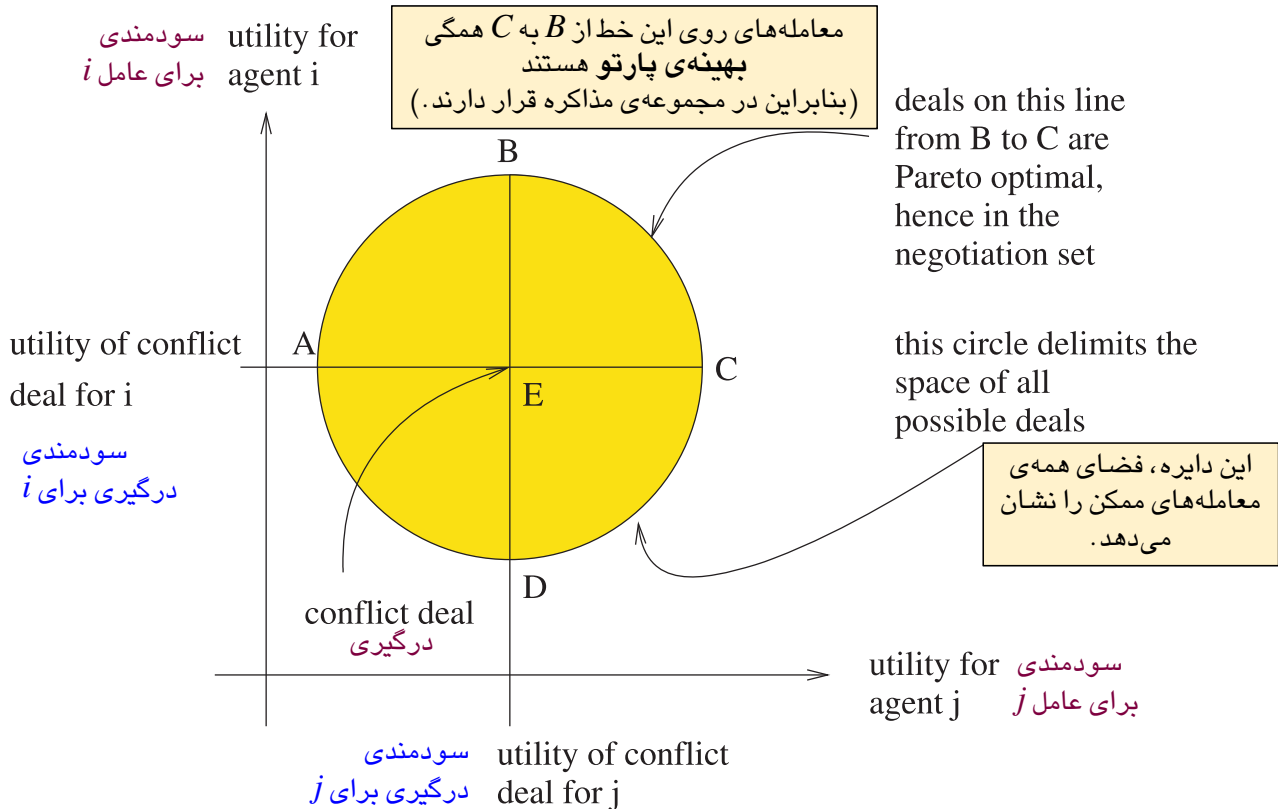 سودمندی
برای عامل i
utility for
agent i
معامله‌های روی این خط از B به C همگی
بهینه‌ی پارتو هستند
(بنابراین در مجموعه‌ی مذاکره قرار دارند.)
deals on this line
from B to C are
Pareto optimal,
hence in the
negotiation set
B
A
C
E
D
utility of conflict
deal for i
سودمندی
درگیری برای i
this circle delimits the
space of all
possible deals
این دایره، فضای همه‌ی
معامله‌های ممکن را نشان
می‌دهد.
conflict deal
درگیری
utility for
agent j
سودمندی
برای عامل j
سودمندی
درگیری برای j
utility of conflict
deal for j